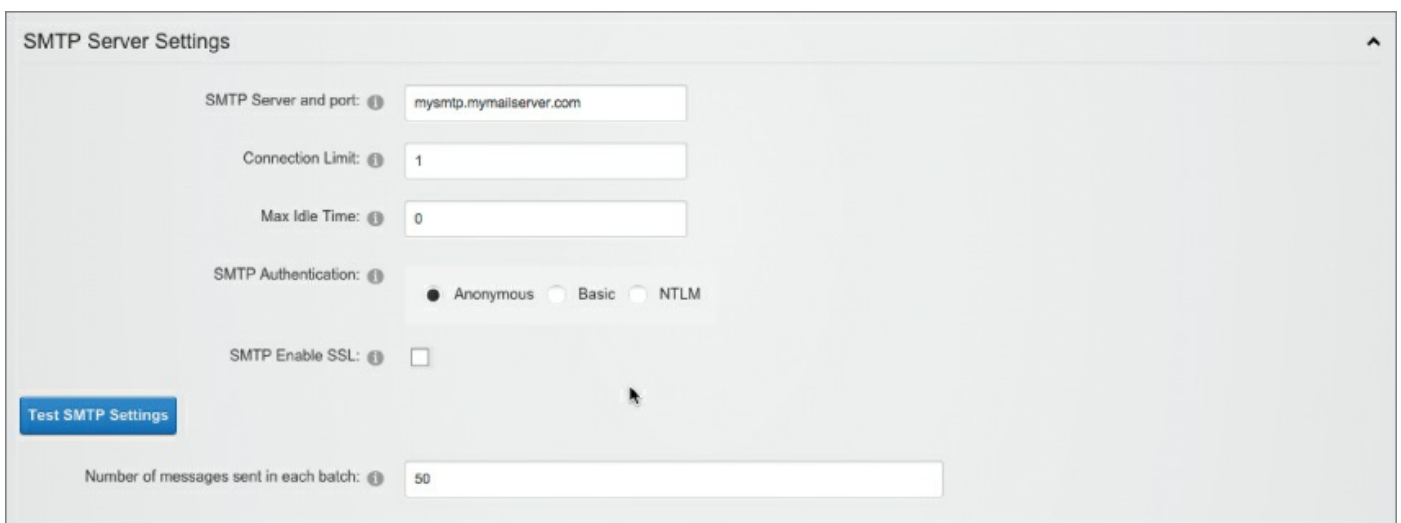 SMTP Server Settings
SMTP Server and port: mysmtp.mymailserver.com
Connection Limit: 1
Max Idle Time: 0
SMTP Authentication: Anonymous Basic NTLM
SMTP Enable SSL:
Test SMTP Settings
Number of messages sent in each batch: 50